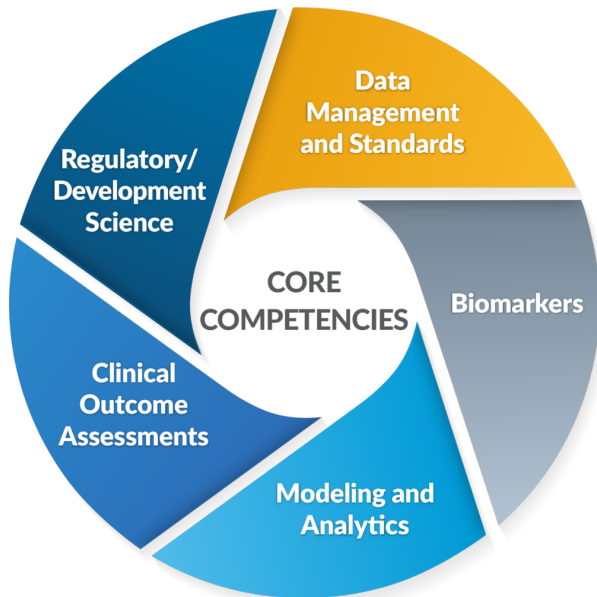 CORE
COMPETENCIES
Data
Management
and Standards
Biomarkers
Modeling and
Analytics
Clinical
Outcome
Assessments
Regulatory/
Development
Science